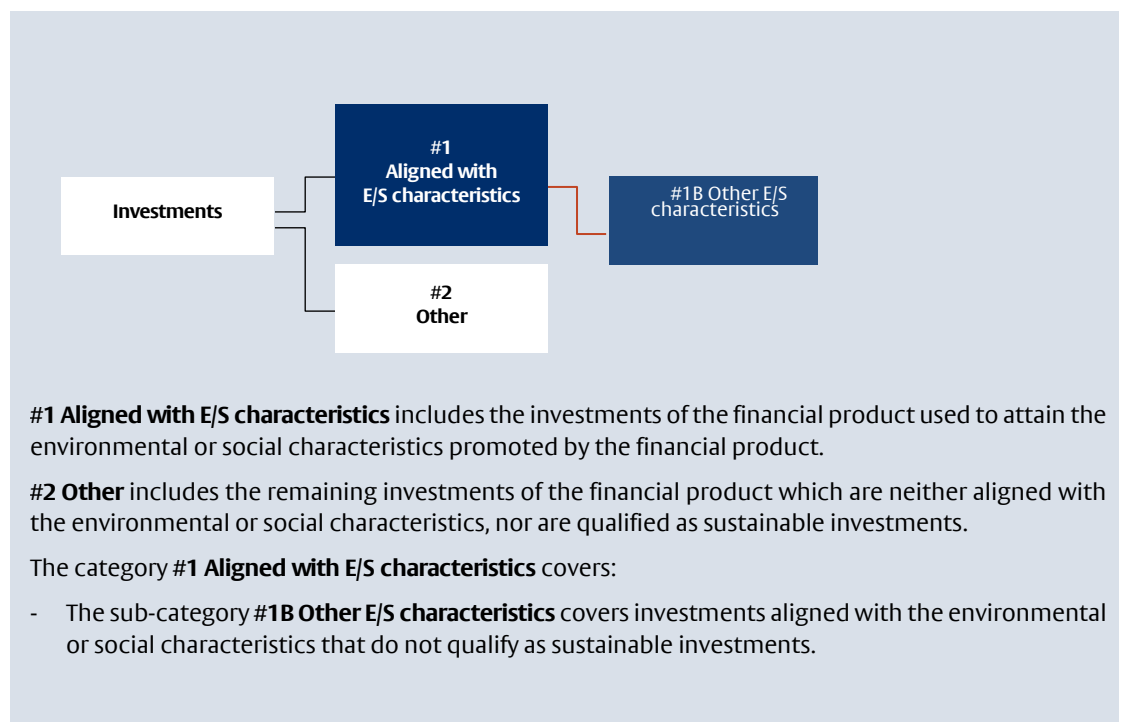 #1
Aligned with
E/S characteristics
Investments
#1B Other E/S
characteristics
#2
Other
#1 Aligned with E/S characteristics includes the investments of the financial product used to attain the
environmental or social characteristics promoted by the financial product.
#2 Other includes the remaining investments of the financial product which are neither aligned with
the environmental or social characteristics, nor are qualified as sustainable investments.
The category #1 Aligned with E/S characteristics covers:
- The sub-category #1B Other E/S characteristics covers investments aligned with the environmental
or social characteristics that do not qualify as sustainable investments.